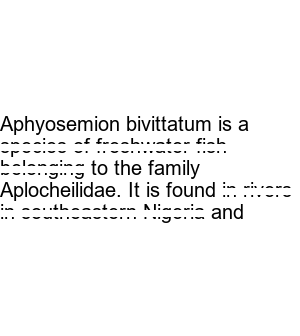 Aphyosemion bivittatum is a
species of freshwater fish
belonging to the family
Aplocheilidae. It is found in rivers
in southeastern Nigeria and